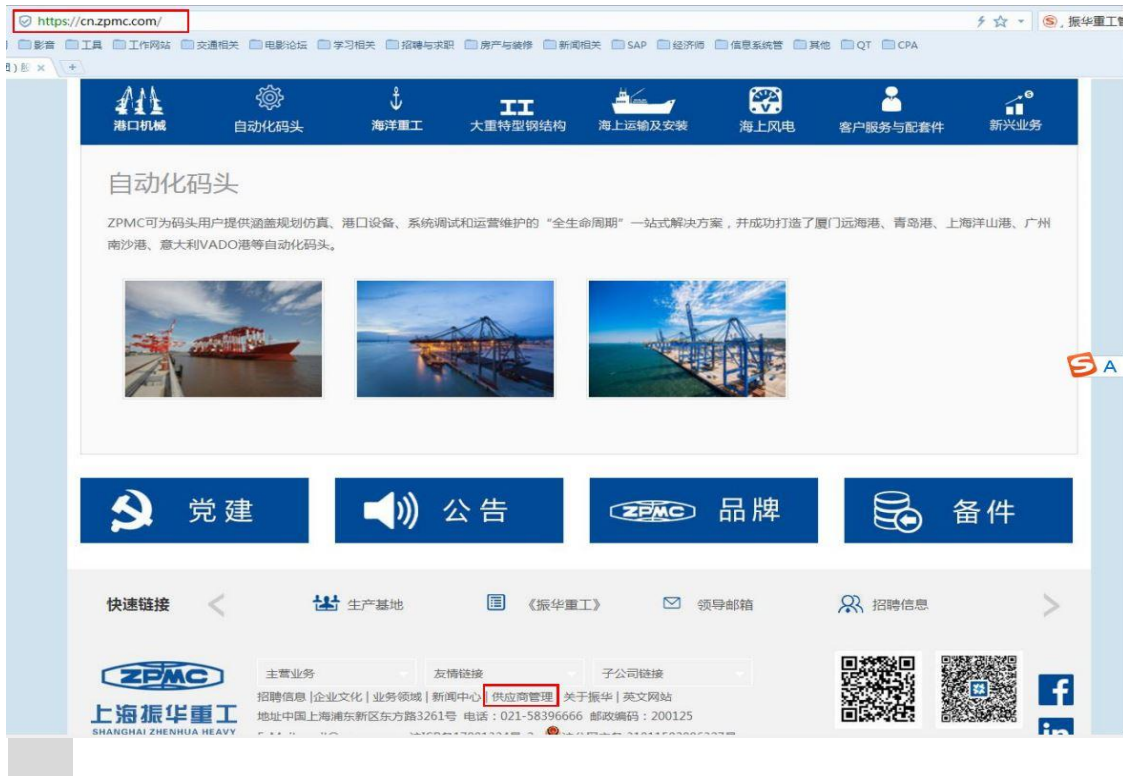 https://cn.zpmc.com/
振华重工
影音 工具 工作网站 交通相关 电影论坛 学习相关 招聘与求职 房产与装修 新闻相关 SAP 经济师 信息系统管 其他 QT CPA
港口机械 自动化码头 海洋重工 大重特型钢结构 海上运输及安装 海上风电 客户服务与配套件 新兴业务
自动化码头
ZPMC可为码头用户提供涵盖规划仿真、港口设备、系统调试和运营维护的“全生命周期”一站式解决方案，并成功打造了厦门远海港、青岛港、上海洋山港、广州
南沙港、意大利VADO港等自动化码头。
A
党建 公告 ZPMC 品牌 备件
快速链接 生产基地 《振华重工》 领导邮箱 招聘信息
ZPMC
主营业务 友情链接 子公司链接
招聘信息 | 企业文化 | 业务领域 | 新闻中心 | 供应商管理 关于振华 | 英文网站
上海振华重工
地址中国上海浦东新区东方路3261号 电话：021-58396666 邮政编码：200125
SHANGHAI ZHENHUA HEAVY
f
in